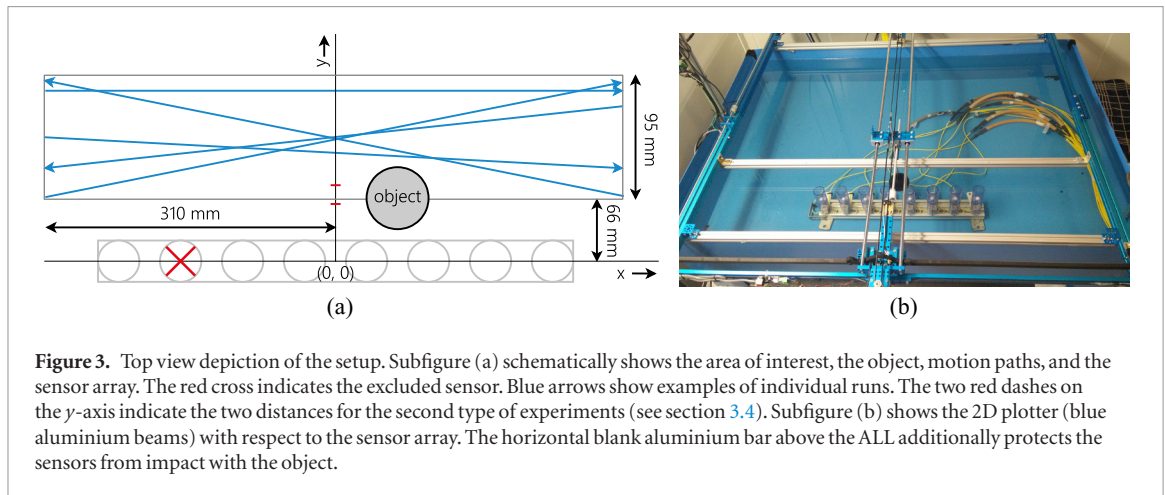 y
95 mm
object
310 mm
66 mm
(0, 0)
x
(a)
(b)
Figure 3. Top view depiction of the setup. Subfigure (a) schematically shows the area of interest, the object, motion paths, and the
sensor array. The red cross indicates the excluded sensor. Blue arrows show examples of individual runs. The two red dashes on
the y-axis indicate the two distances for the second type of experiments (see section 3.4). Subfigure (b) shows the 2D plotter (blue
aluminium beams) with respect to the sensor array. The horizontal blank aluminium bar above the ALL additionally protects the
sensors from impact with the object.